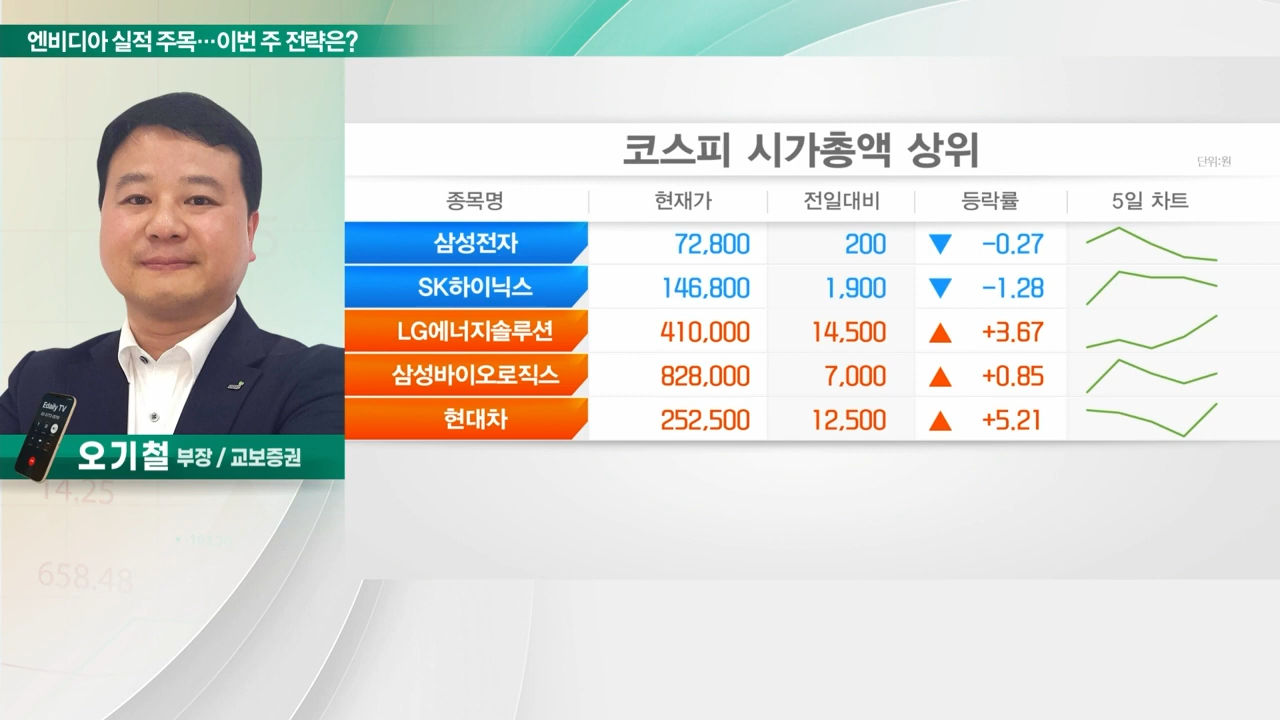 엔비디아 실적 주목…이번 주 전략은?
코스피 시가총액 상위
단위:원
종목명 현재가 전일대비 등락률 5일 차트
삼성전자 72,800 200 ▼ -0.27
SK하이닉스 146,800 1,900 ▼ -1.28
LG에너지솔루션 410,000 14,500 ▲ +3.67
삼성바이오로직스 828,000 7,000 ▲ +0.85
현대차 252,500 12,500 ▲ +5.21
Edaily TV
오기철 부장 / 교보증권
14.25
658.48